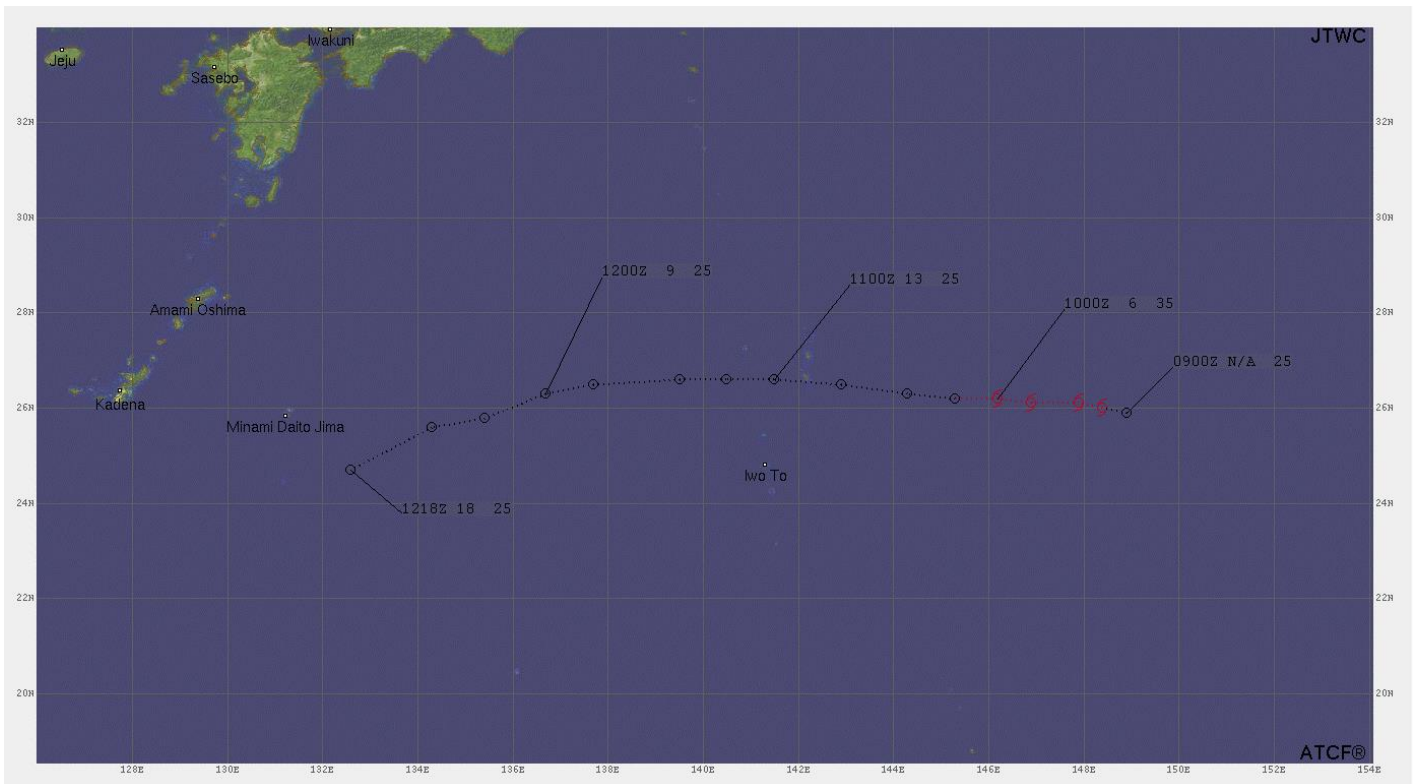 JTWC
Iwakuni
Jeju
Sasebo
32N
32N
30N
30N
1200Z 9 25
1100Z 13 25
Amami Oshima
1000Z 6 35
28N
28N
0900Z N/A 25
Kadena
26N
26N
Minami Daito Jima
Iwo To
1218Z 18 25
24N
24N
22N
22N
20N
20N
ATCF®
128E 130E 132E 134E 136E 138E 140E 142E 144E 146E 148E 150E 152E 154E